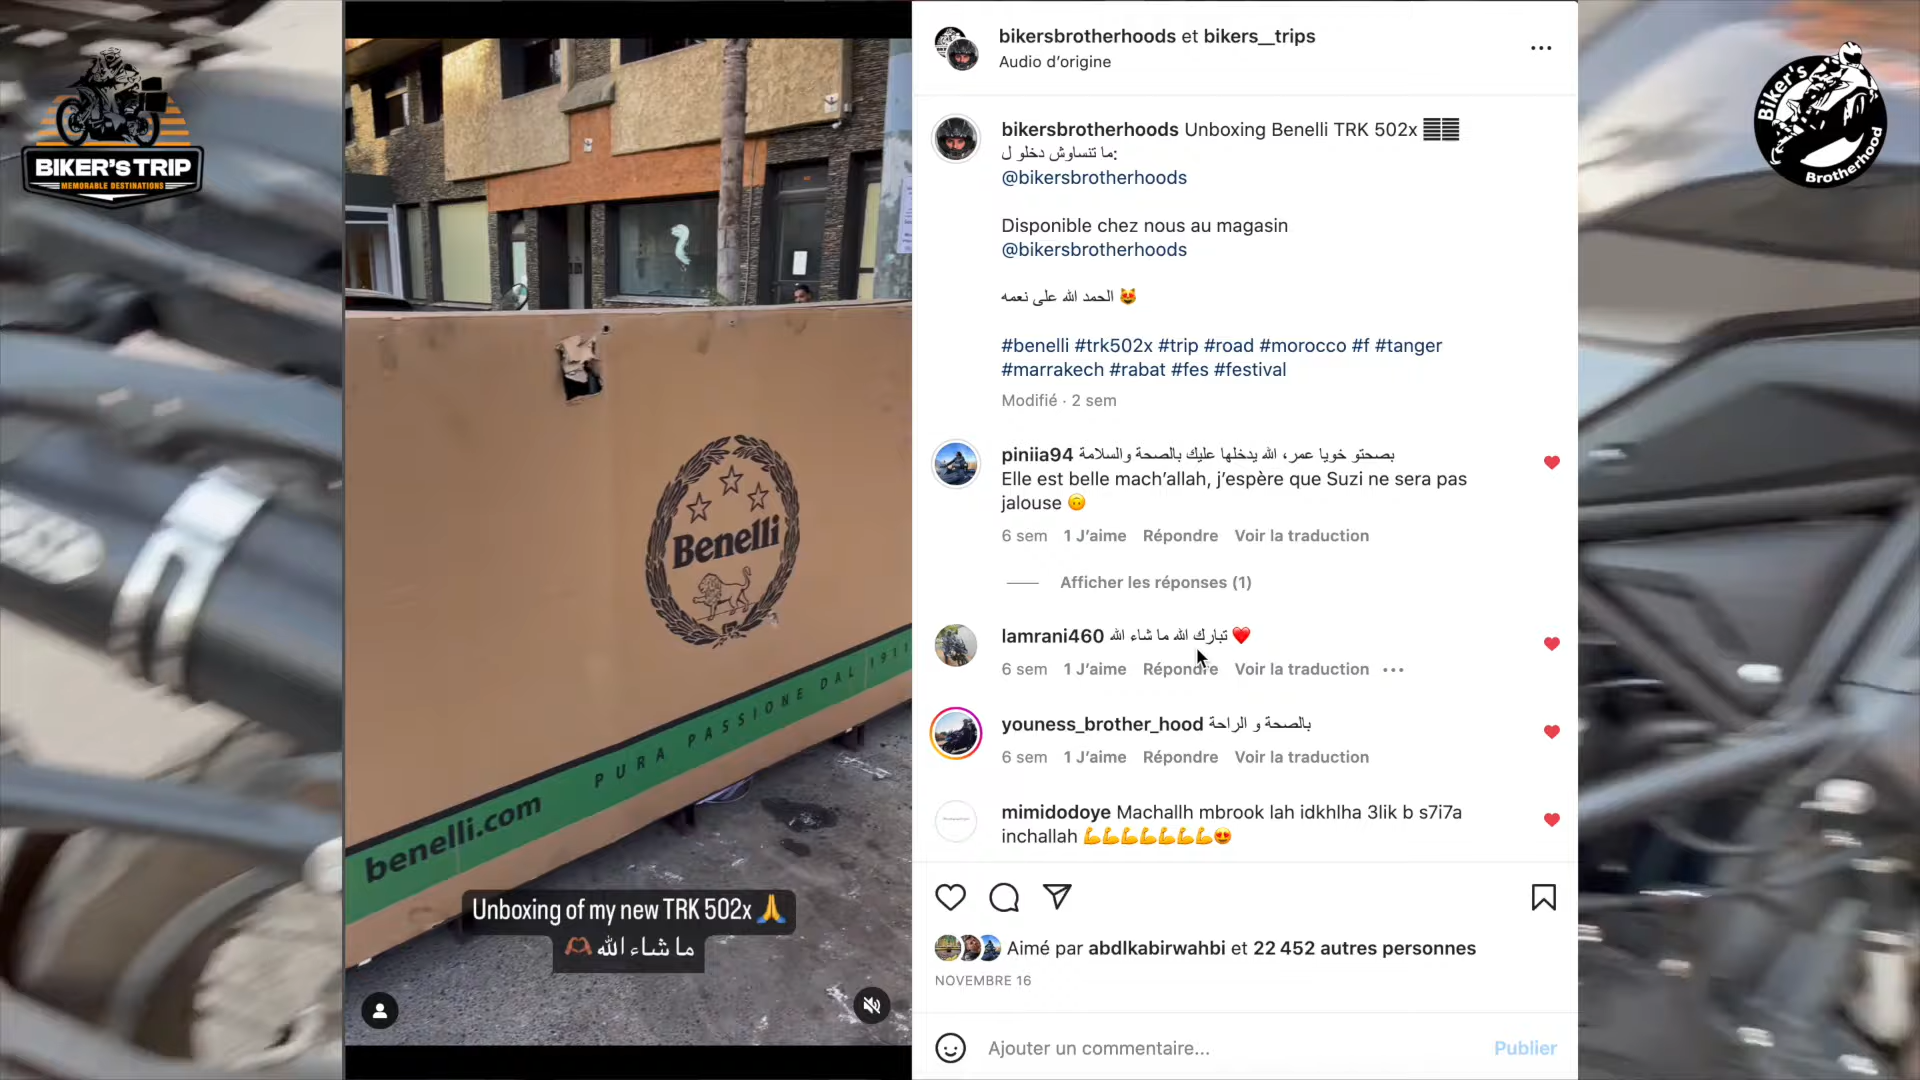 BIKER'S TRIP
MEMORABLE DESTINATIONS
Biker's
Brotherhood
Benelli
PURA PASSIONE DAL 1911
benelli.com
Unboxing of my new TRK 502x 🙏
ما شاء الله 🫶🏾
bikersbrotherhoods et bikers__trips
Audio d'origine
bikersbrotherhoods Unboxing Benelli TRK 502x
ما تنساوش دخلو ل:
@bikersbrotherhoods
Disponible chez nous au magasin
@bikersbrotherhoods
الحمد الله على نعمه 😻
#benelli #trk502x #trip #road #morocco #f #tanger
#marrakech #rabat #fes #festival
Modifié · 2 sem
piniia94 بصحتو خويا عمر، الله يدخلها عليك بالصحة والسلامة
Elle est belle mach'allah, j'espère que Suzi ne sera pas
jalouse 🙃
6 sem 1 J'aime Répondre Voir la traduction
Afficher les réponses (1)
lamrani460 تبارك الله ما شاء الله ❤️
6 sem 1 J'aime Répondre Voir la traduction
youness_brother_hood بالصحة و الراحة
6 sem 1 J'aime Répondre Voir la traduction
mimidodoye Machallh mbrook lah idkhlha 3lik b s7i7a
inchallah 💪💪💪💪💪💪💪😍
Aimé par abdlkabirwahbi et 22 452 autres personnes
NOVEMBRE 16
Ajouter un commentaire...
Publier